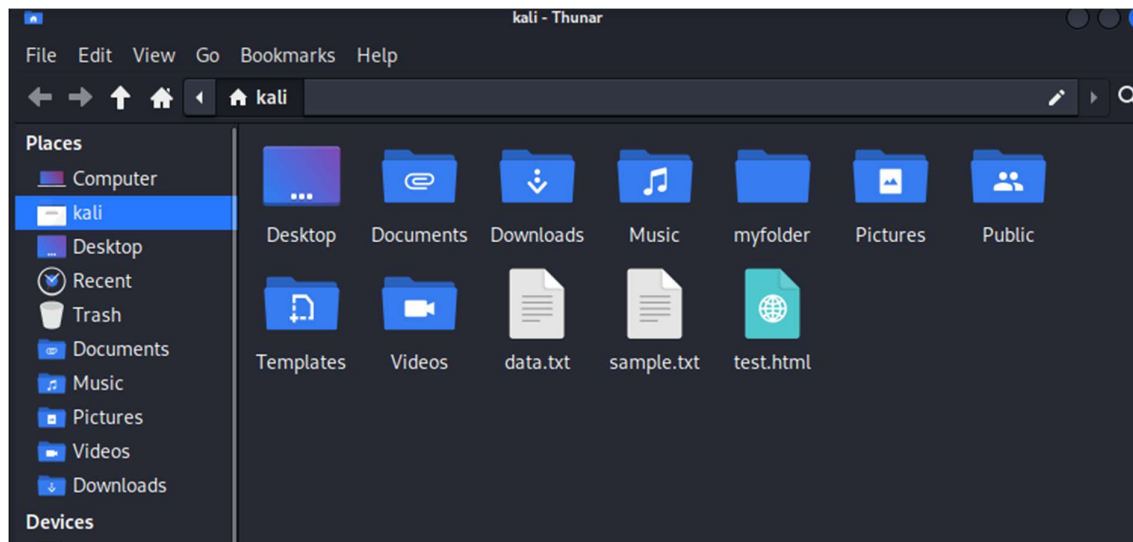 kali - Thunar
File Edit View Go Bookmarks Help
kali
Places
Computer
kali
Desktop
Recent
Trash
Documents
Music
Pictures
Videos
Downloads
Devices
Desktop Documents Downloads Music myfolder Pictures Public
Templates Videos data.txt sample.txt test.html